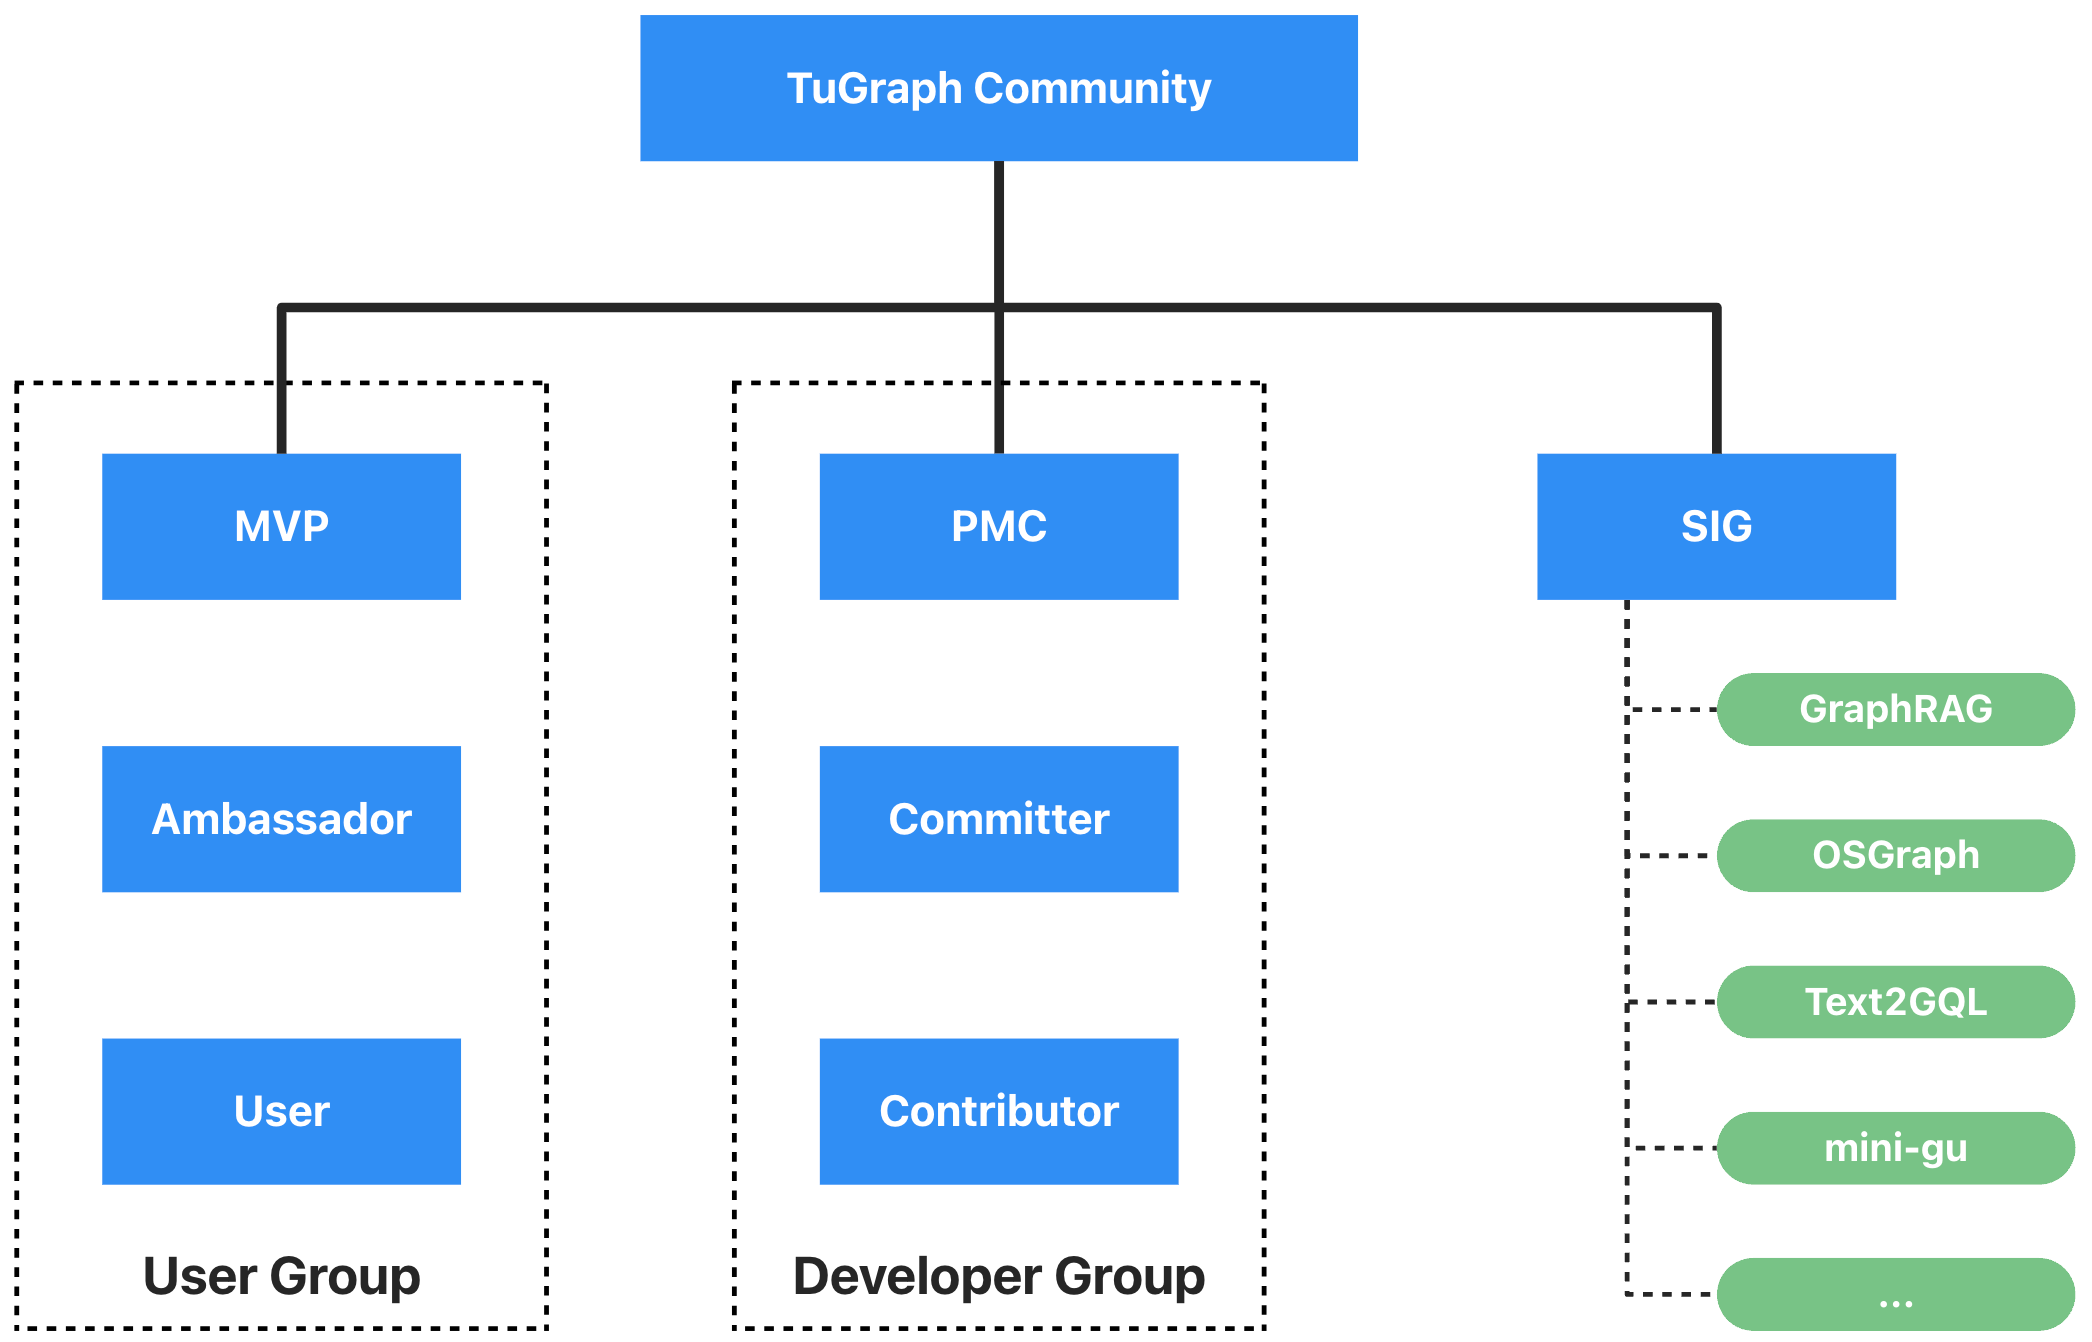 TuGraph Community
MVP
Ambassador
User
User Group
PMC
Committer
Contributor
Developer Group
SIG
GraphRAG
OSGraph
Text2GQL
mini-gu
...